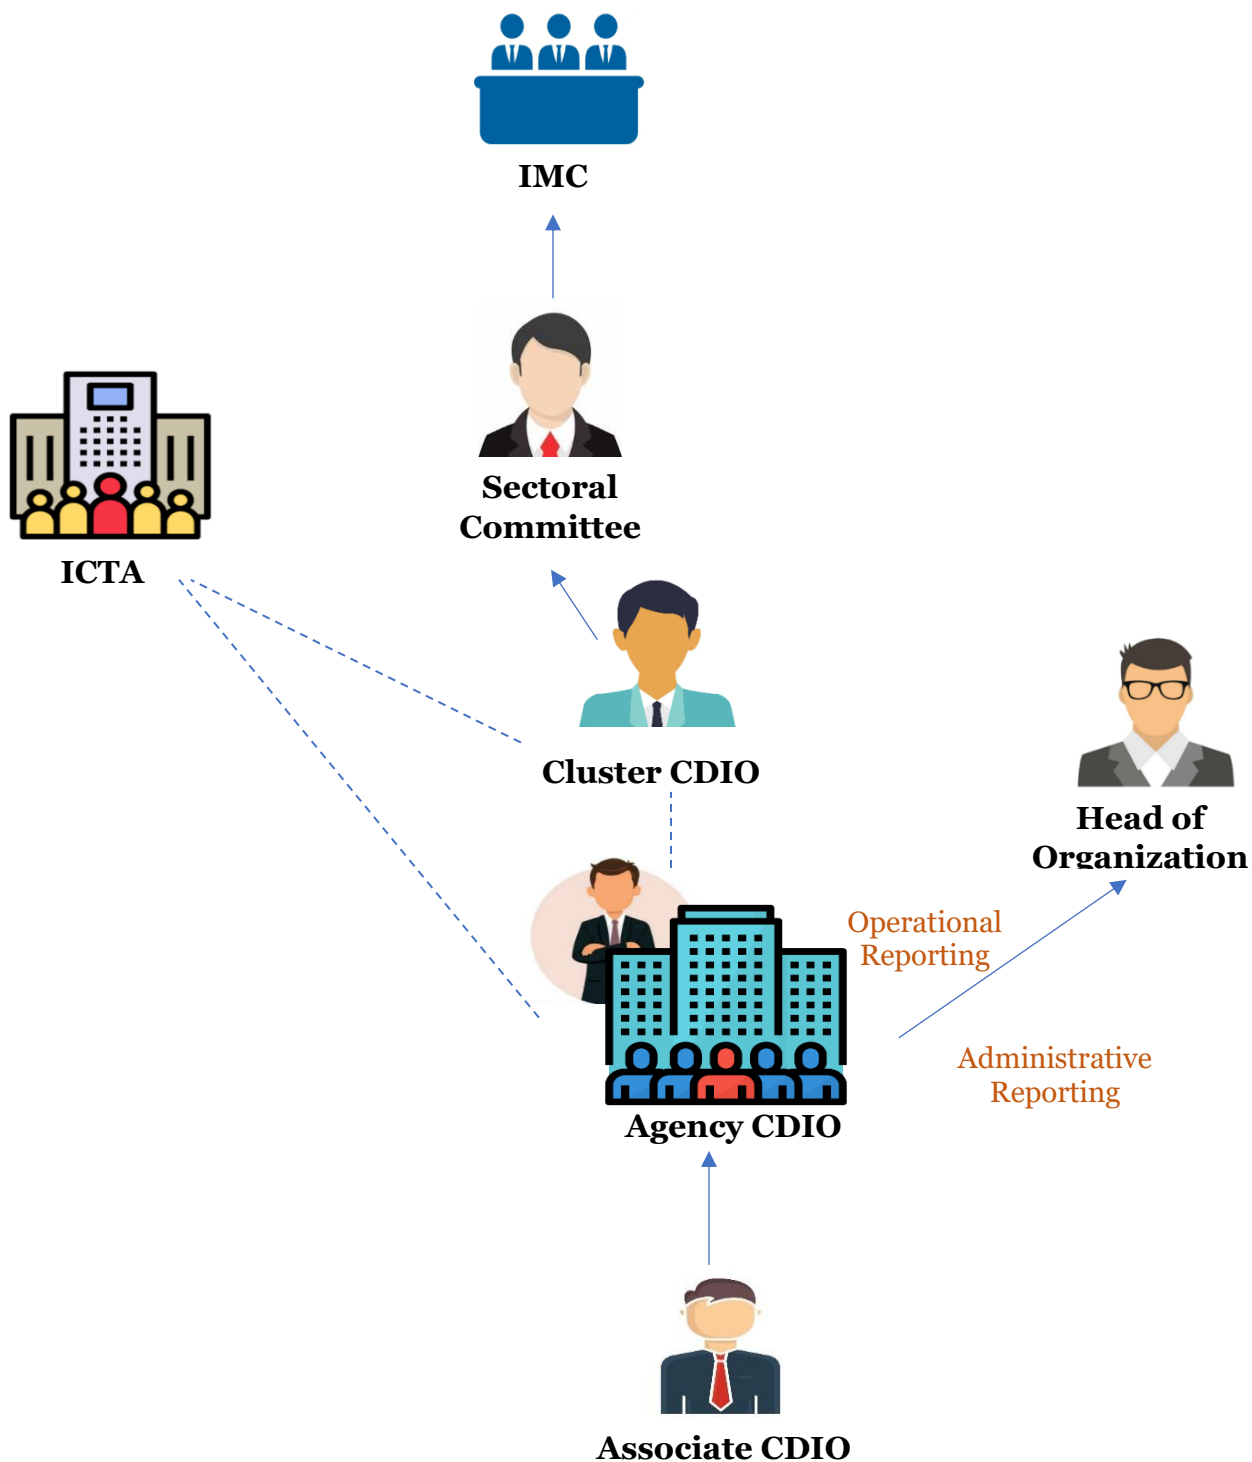 IMC
Sectoral
Committee
ICTA
Cluster CDIO
Head of
Organization
Operational
Reporting
Administrative
Reporting
Agency CDIO
Associate CDIO